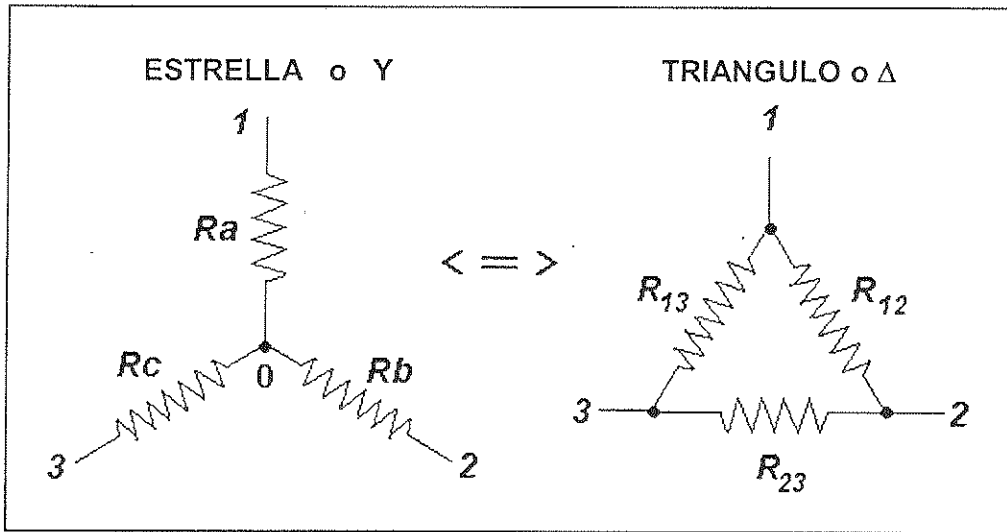 ESTRELLA o Y
TRIANGULO o Δ
1
1
Ra
< = >
R13
R12
Rc
0
Rb
3
2
3
2
R23